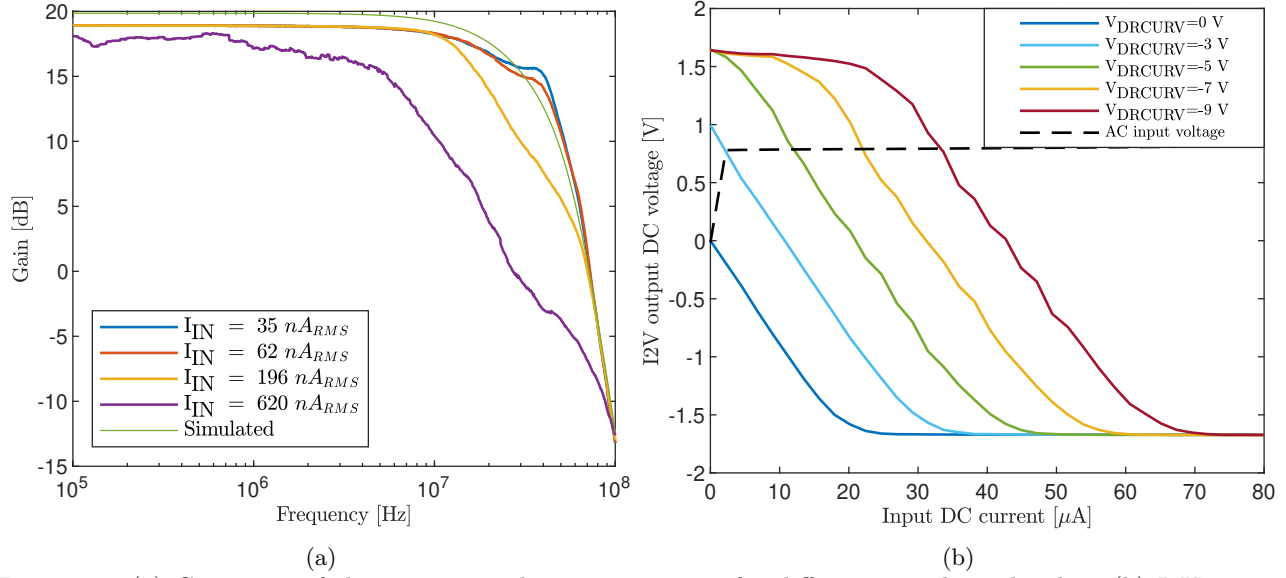 20
15
10
5
0
-5
-10
-15
10^5
10^6
10^7
10^8
Gain [dB]
Frequency [Hz]
I_IN = 35 nA_RMS
I_IN = 62 nA_RMS
I_IN = 196 nA_RMS
I_IN = 620 nA_RMS
Simulated
(a)
2
1.5
1
0.5
0
-0.5
-1
-1.5
-2
0 10 20 30 40 50 60 70 80
I2V output DC voltage [V]
Input DC current [μA]
V_DRCURV=0 V
V_DRCURV=-3 V
V_DRCURV=-5 V
V_DRCURV=-7 V
V_DRCURV=-9 V
AC input voltage
(b)